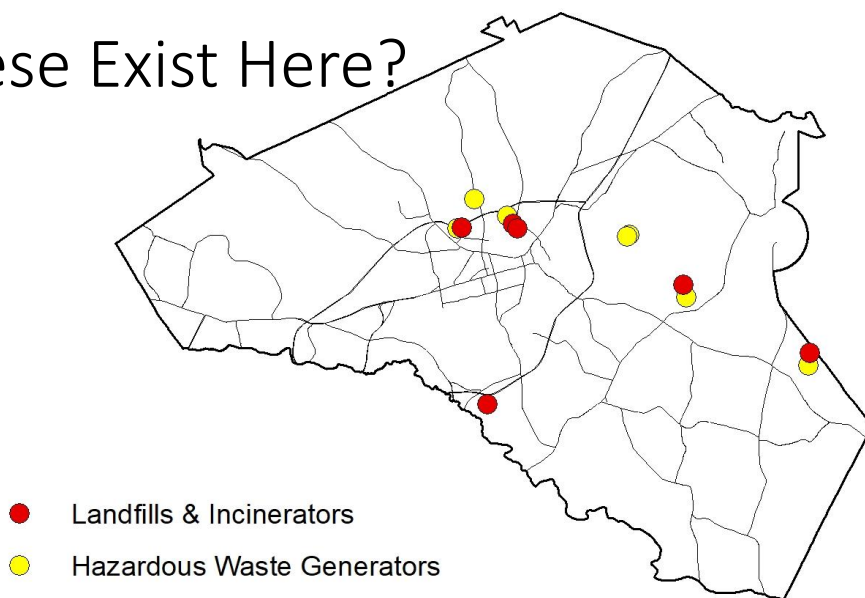 ese Exist Here?
Landfills & Incinerators
Hazardous Waste Generators